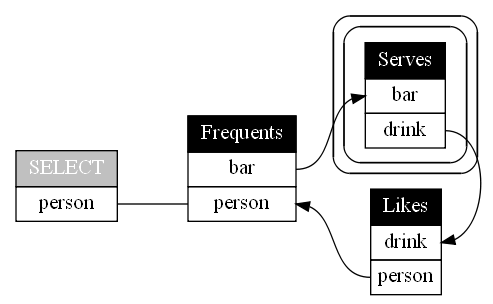 SELECT
person
Frequents
bar
person
Serves
bar
drink
Likes
drink
person